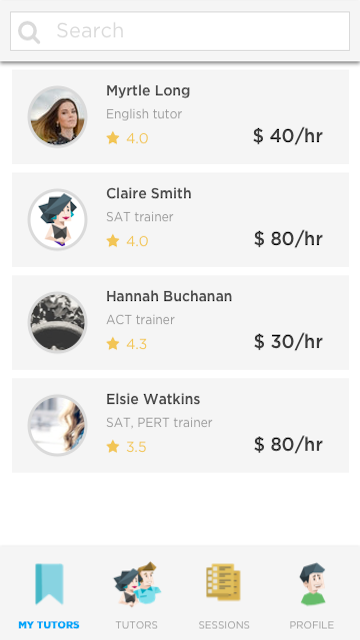 Search
Myrtle Long
English tutor
4.0
$ 40/hr
Claire Smith
SAT trainer
4.0
$ 80/hr
Hannah Buchanan
ACT trainer
4.3
$ 30/hr
Elsie Watkins
SAT, PERT trainer
3.5
$ 80/hr
MY TUTORS
TUTORS
SESSIONS
PROFILE